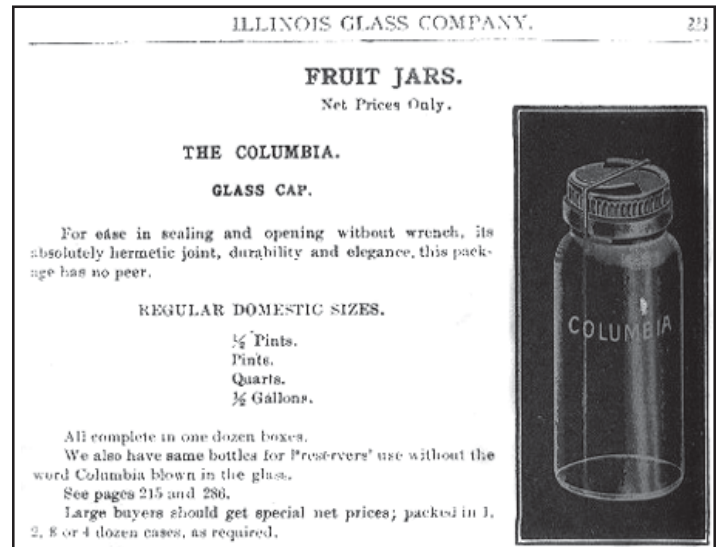 ILLINOIS GLASS COMPANY.
FRUIT JARS.
Net Prices Only.
THE COLUMBIA.
GLASS CAP.
For ease in sealing and opening without wrench, its
absolutely hermetic joint, durability and elegance, this pack-
age has no peer.
REGULAR DOMESTIC SIZES.
½ Pints.
Pints.
Quarts.
½ Gallons.
All complete in one dozen boxes.
We also have same bottles for Preservers' use without the
word Columbia blown in the glass.
See pages 215 and 286.
Large buyers should get special net prices; packed in 1,
2, 3 or 4 dozen cases, as required.
COLUMBIA